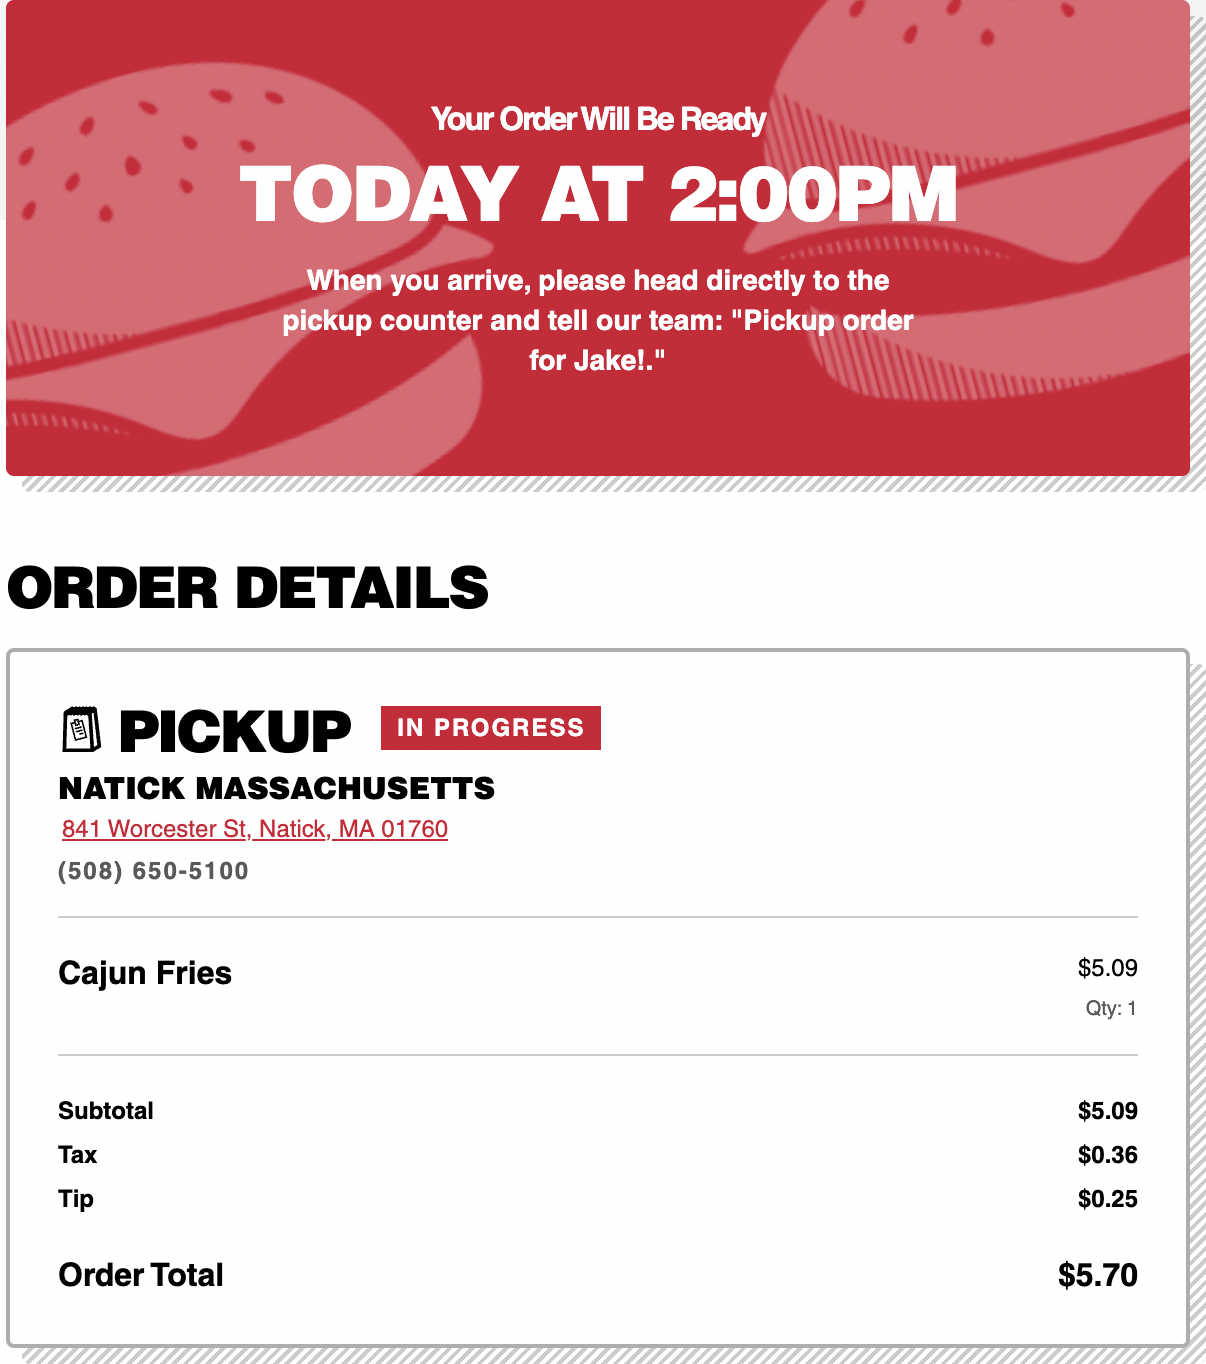 Your Order Will Be Ready
TODAY AT 2:00PM
When you arrive, please head directly to the
pickup counter and tell our team: "Pickup order
for Jake!."
ORDER DETAILS
PICKUP IN PROGRESS
NATICK MASSACHUSETTS
841 Worcester St, Natick, MA 01760
(508) 650-5100
Cajun Fries $5.09
Qty: 1
Subtotal $5.09
Tax $0.36
Tip $0.25
Order Total $5.70